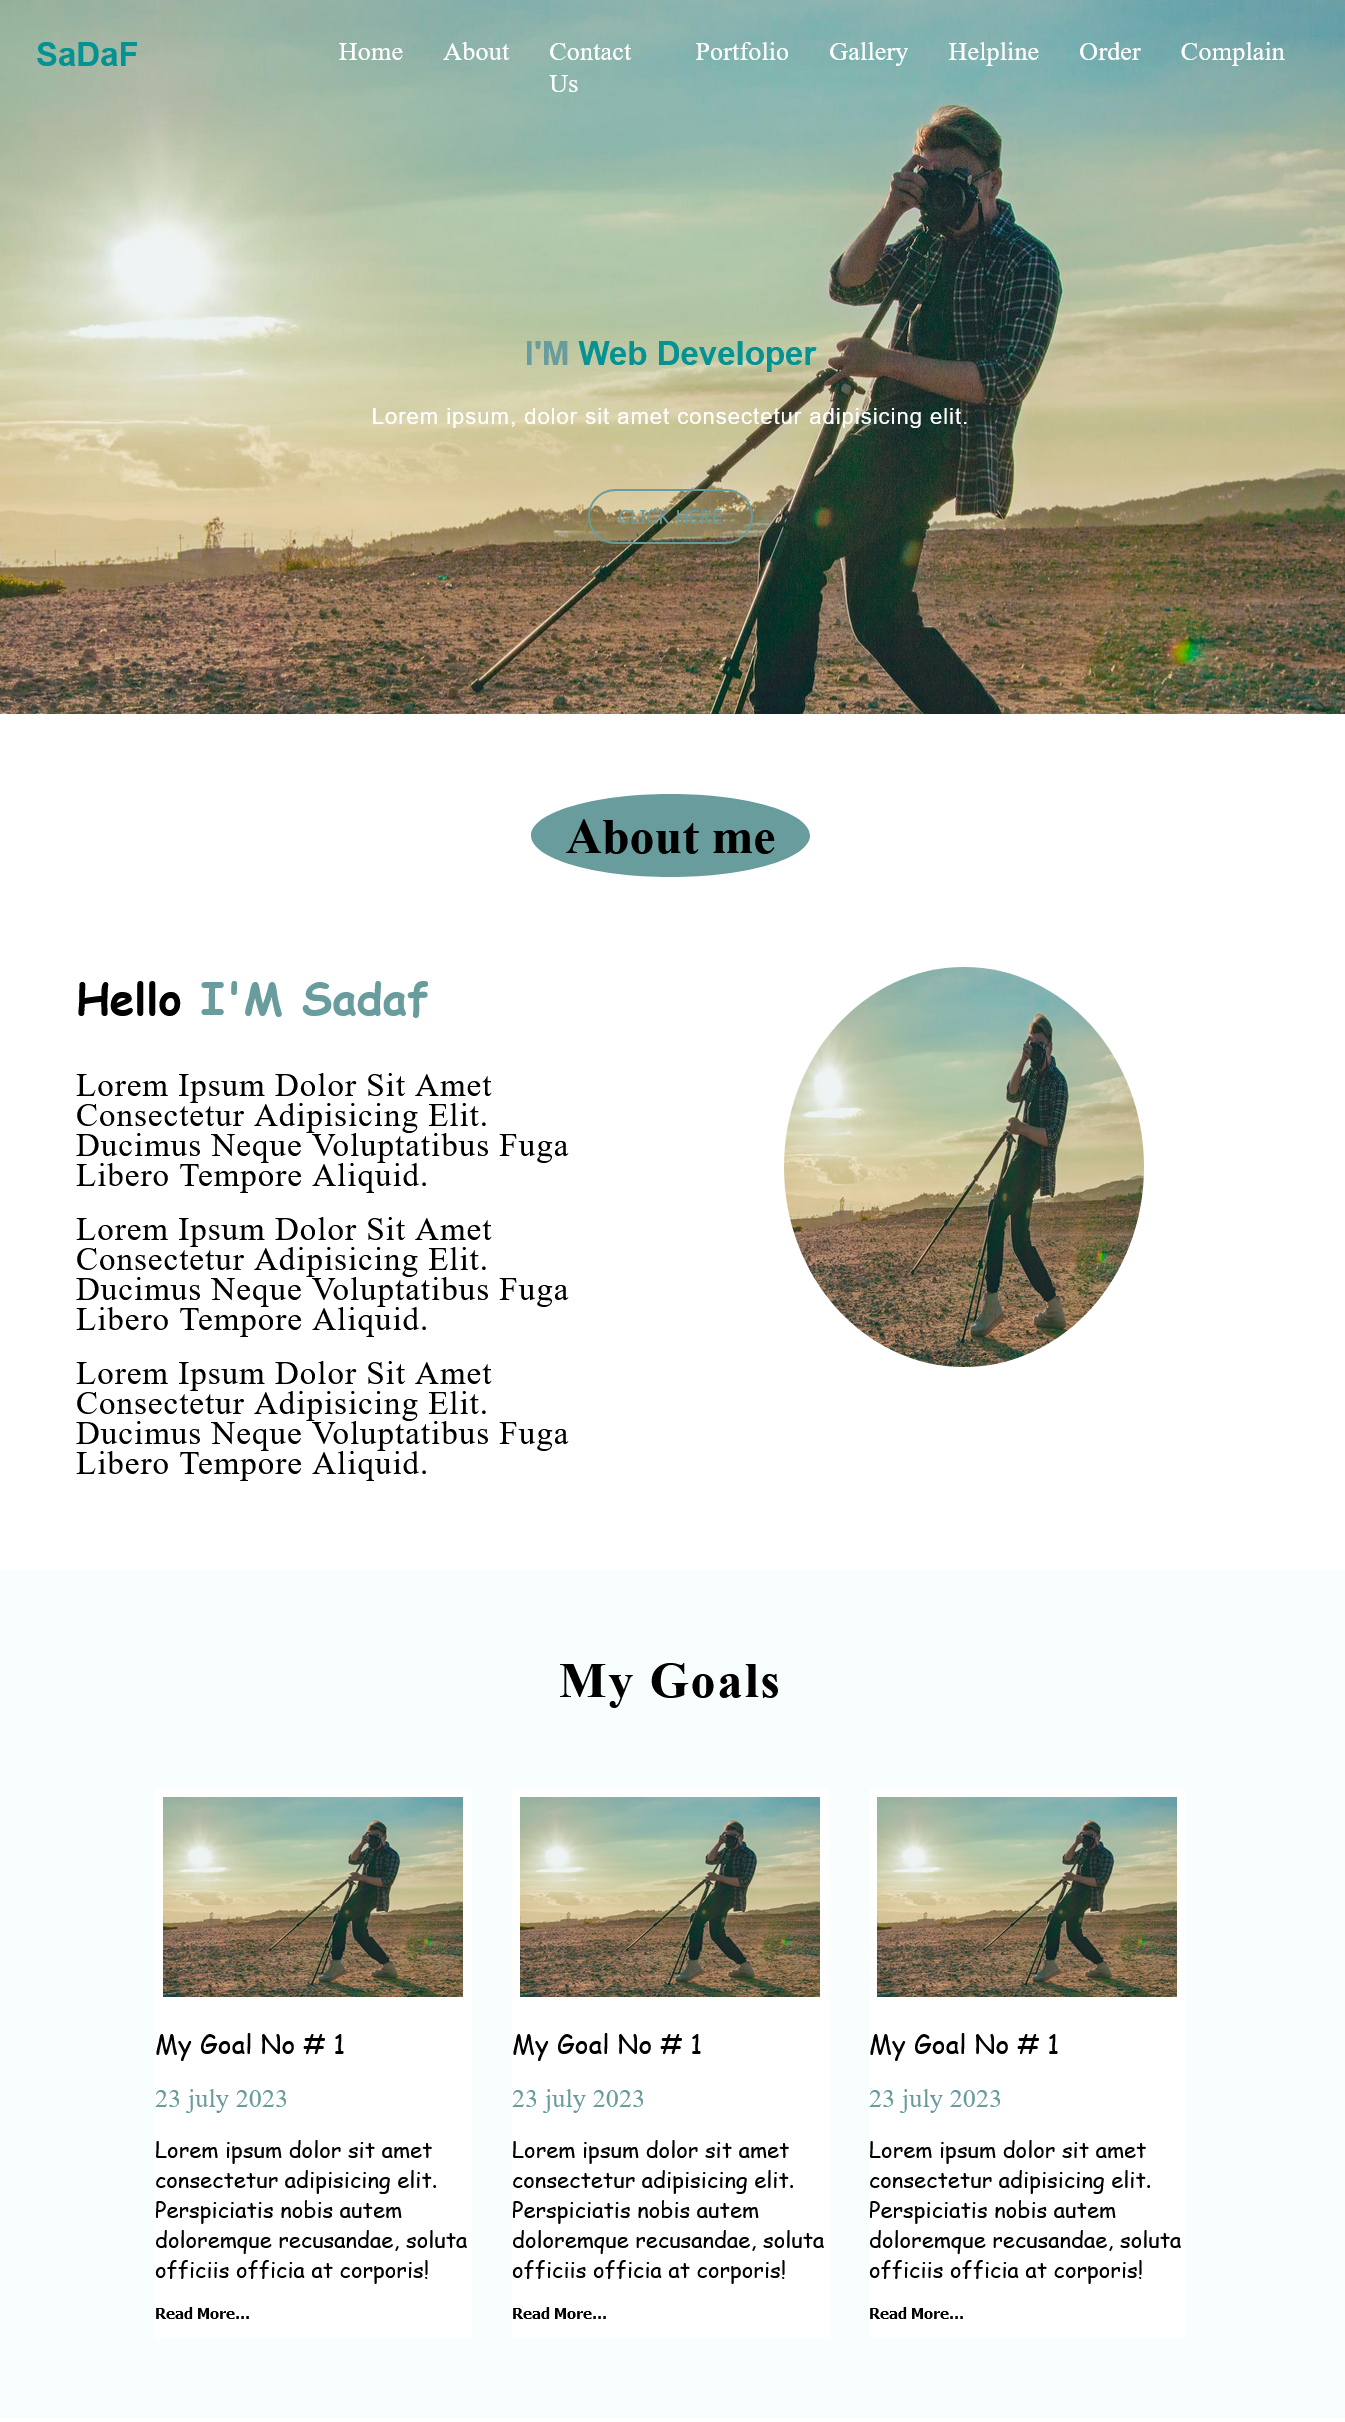 SaDaF
Home About Contact Us Portfolio Gallery Helpline Order Complain
I'M Web Developer
Lorem ipsum, dolor sit amet consectetur adipisicing elit.
CLICK HERE
About me
Hello I'M Sadaf
Lorem Ipsum Dolor Sit Amet
Consectetur Adipisicing Elit.
Ducimus Neque Voluptatibus Fuga
Libero Tempore Aliquid.
Lorem Ipsum Dolor Sit Amet
Consectetur Adipisicing Elit.
Ducimus Neque Voluptatibus Fuga
Libero Tempore Aliquid.
Lorem Ipsum Dolor Sit Amet
Consectetur Adipisicing Elit.
Ducimus Neque Voluptatibus Fuga
Libero Tempore Aliquid.
My Goals
My Goal No # 1
23 july 2023
Lorem ipsum dolor sit amet
consectetur adipisicing elit.
Perspiciatis nobis autem
doloremque recusandae, soluta
officiis officia at corporis!
Read More...
My Goal No # 1
23 july 2023
Lorem ipsum dolor sit amet
consectetur adipisicing elit.
Perspiciatis nobis autem
doloremque recusandae, soluta
officiis officia at corporis!
Read More...
My Goal No # 1
23 july 2023
Lorem ipsum dolor sit amet
consectetur adipisicing elit.
Perspiciatis nobis autem
doloremque recusandae, soluta
officiis officia at corporis!
Read More...